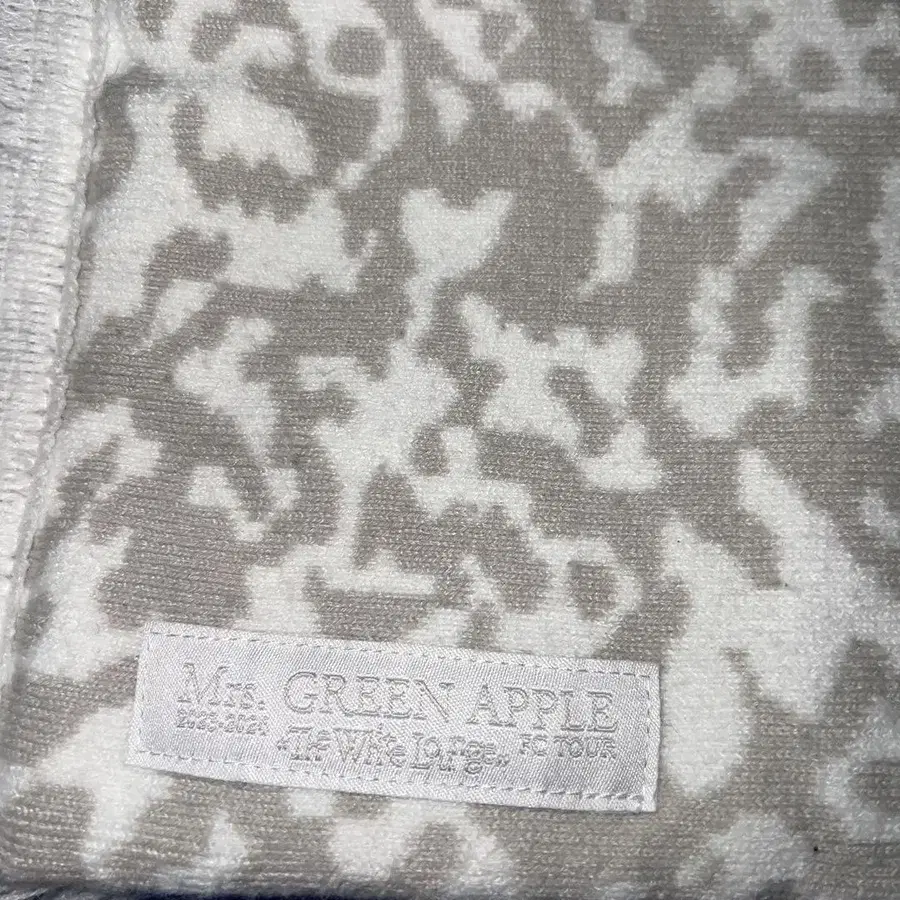 Mrs. GREEN APPLE
2023-2024 "The White Lounge" FC TOUR